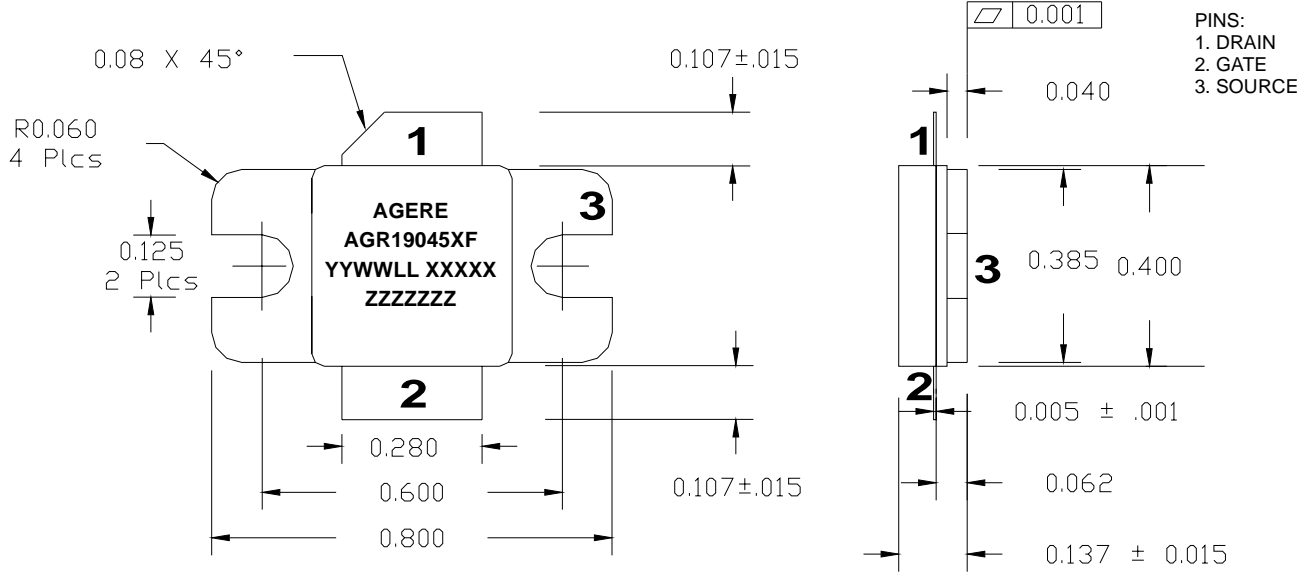 0.08 X 45°
R0.060
4 Plcs
0.125
2 Plcs
1
3
AGERE
AGR19045XF
YYWWLL XXXXX
ZZZZZZZ
2
0.280
0.600
0.800
0.107±.015
0.107±.015
0.001
PINS:
1. DRAIN
2. GATE
3. SOURCE
0.040
1
3
0.385
0.400
2
0.005 ± .001
0.062
0.137 ± 0.015